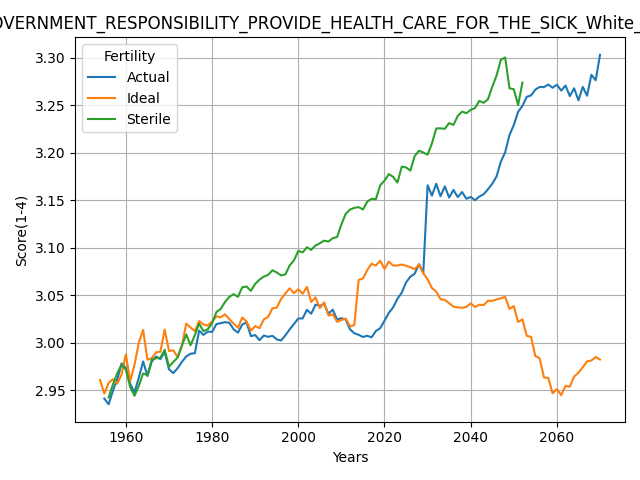 OVERNMENT_RESPONSIBILITY_PROVIDE_HEALTH_CARE_FOR_THE_SICK_White_
Fertility
Actual
Ideal
Sterile
Score(1-4)
3.30
3.25
3.20
3.15
3.10
3.05
3.00
2.95
1960 1980 2000 2020 2040 2060
Years